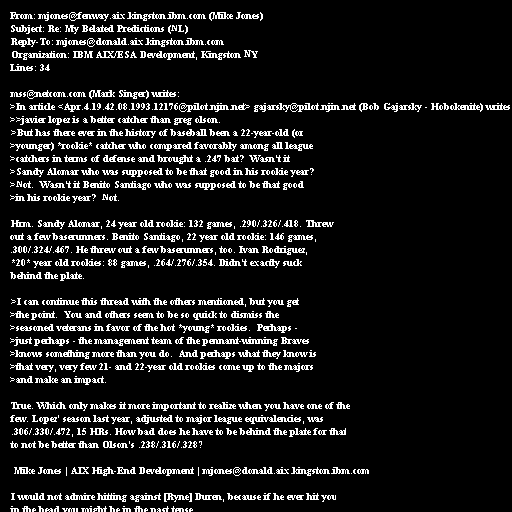 From: mjones@fenway.aix.kingston.ibm.com (Mike Jones)
Subject: Re: My Belated Predictions (NL)
Reply-To: mjones@donald.aix.kingston.ibm.com
Organization: IBM AIX/ESA Development, Kingston NY
Lines: 34

mss@netcom.com (Mark Singer) writes:
>In article <Apr.4.19.42.08.1993.12176@pilot.njin.net> gajarsky@pilot.njin.net (Bob Gajarsky - Hobokenite) writes
>>javier lopez is a better catcher than greg olson.
>But has there ever in the history of baseball been a 22-year-old (or
>younger) *rookie* catcher who compared favorably among all league
>catchers in terms of defense and brought a .247 bat?  Wasn't it
>Sandy Alomar who was supposed to be that good in his rookie year?
>Not.  Wasn't it Benito Santiago who was supposed to be that good
>in his rookie year?  Not.

Hrm. Sandy Alomar, 24 year old rookie: 132 games, .290/.326/.418. Threw
out a few baserunners. Benito Santiago, 22 year old rookie: 146 games,
.300/.324/.467. He threw out a few baserunners, too. Ivan Rodriguez,
*20* year old rookies: 88 games, .264/.276/.354. Didn't exactly suck
behind the plate.

>I can continue this thread with the others mentioned, but you get
>the point.  You and others seem to be so quick to dismiss the
>seasoned veterans in favor of the hot *young* rookies.  Perhaps -
>just perhaps - the management team of the pennant-winning Braves
>knows something more than you do.  And perhaps what they know is
>that very, very few 21- and 22-year old rookies come up to the majors
>and make an impact.

True. Which only makes it more important to realize when you have one of the
few. Lopez' season last year, adjusted to major league equivalencies, was
.306/.330/.472, 15 HRs. How bad does he have to be behind the plate for that
to not be better than Olson's .238/.316/.328?

Mike Jones | AIX High-End Development | mjones@donald.aix.kingston.ibm.com

I would not admire hitting against [Ryne] Duren, because if he ever hit you
in the head you might be in the past tense.